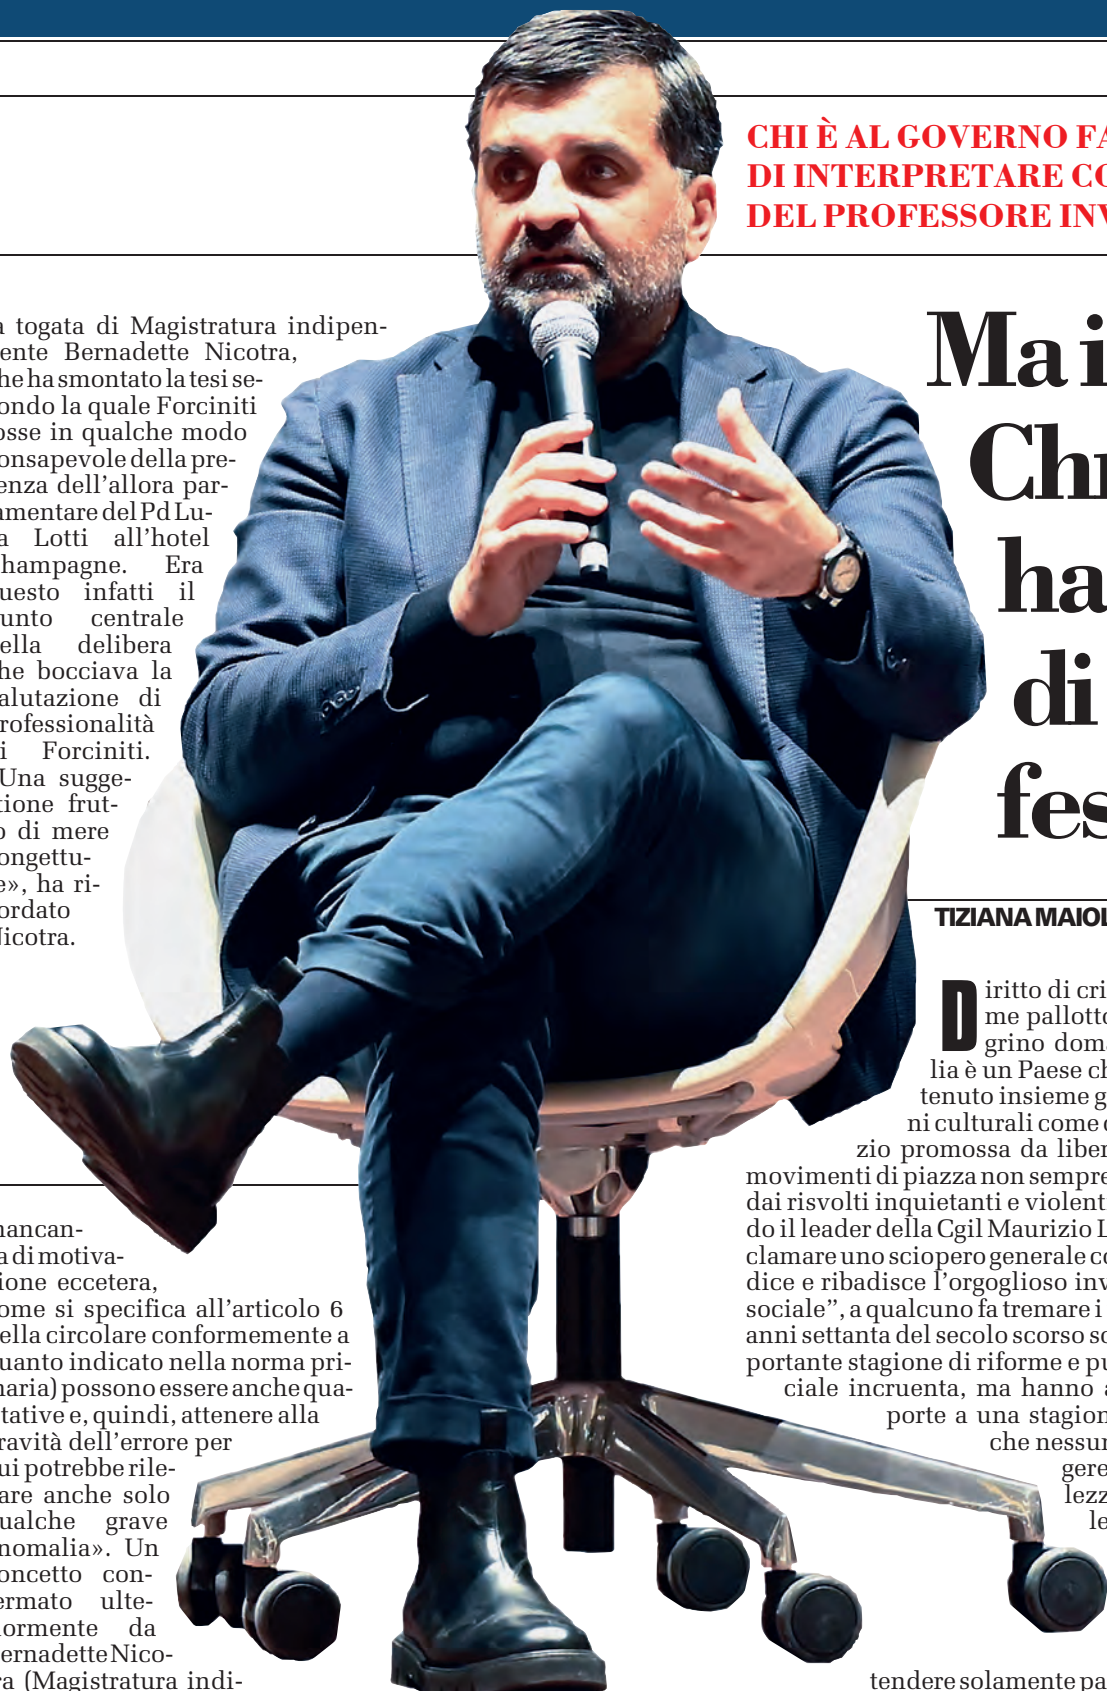 CHI È AL GOVERNO FA
DI INTERPRETARE CO
DEL PROFESSORE INV
a togata di Magistratura indipen-
ente Bernadette Nicotra,
he ha smontato la tesi se-
ondo la quale Forciniti
osse in qualche modo
onsapevole della pre-
enza dell'allora par-
amentare del Pd Lu-
a Lotti all'hotel
hampagne. Era
uesto infatti il
unto centrale
ella delibera
he bocciava la
alutazione di
rofessionalità
i Forciniti.
Una sugge-
tione frut-
o di mere
ongettu-
e», ha ri-
ordato
Nicotra.
mancan-
a di motiva-
ione eccetera,
ome si specifica all'articolo 6
ella circolare conformemente a
uanto indicato nella norma pri-
maria) possono essere anche qua-
tative e, quindi, attenere alla
ravità dell'errore per
ui potrebbe rile-
are anche solo
ualche grave
nomalia». Un
oncetto con-
ermato ulte-
iormente da
ernadette Nico-
ra (Magistratura indi-
Ma i
Chr
ha
di
fes
TIZIANA MAIOL
Diritto di cri
me pallotto
grino doma
lia è un Paese ch
tenuto insieme g
ni culturali come c
zio promossa da liber
movimenti di piazza non sempre
dai risvolti inquietanti e violent
do il leader della Cgil Maurizio L
clamare uno sciopero generale co
dice e ribadisce l'orgoglioso inv
sociale", a qualcuno fa tremare i
anni settanta del secolo scorso so
portante stagione di riforme e pu
ciale incruenta, ma hanno a
porte a una stagion
che nessun
gere
lezz
le
tendere solamente pa